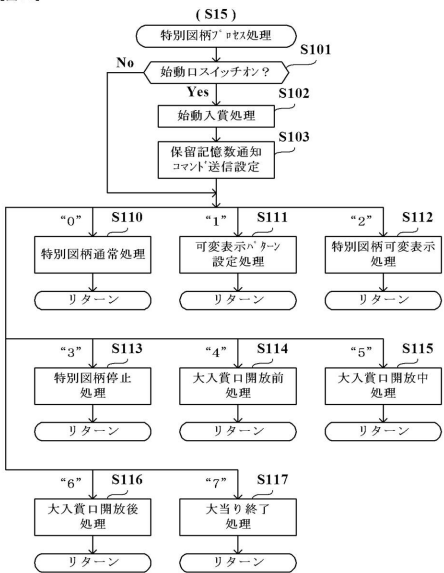 ( S15 )
特別図柄プロセス処理
S101
No
始動口スイッチオン？
Yes
S102
始動入賞処理
S103
保留記憶数通知
コマンド送信設定
“0”
S110
“1”
S111
“2”
S112
特別図柄通常処理
可変表示パターン
設定処理
特別図柄可変表示
処理
リターン
リターン
リターン
“3”
S113
“4”
S114
“5”
S115
特別図柄停止
処理
大入賞口開放前
処理
大入賞口開放中
処理
リターン
リターン
リターン
“6”
S116
“7”
S117
大入賞口開放後
処理
大当り終了
処理
リターン
リターン